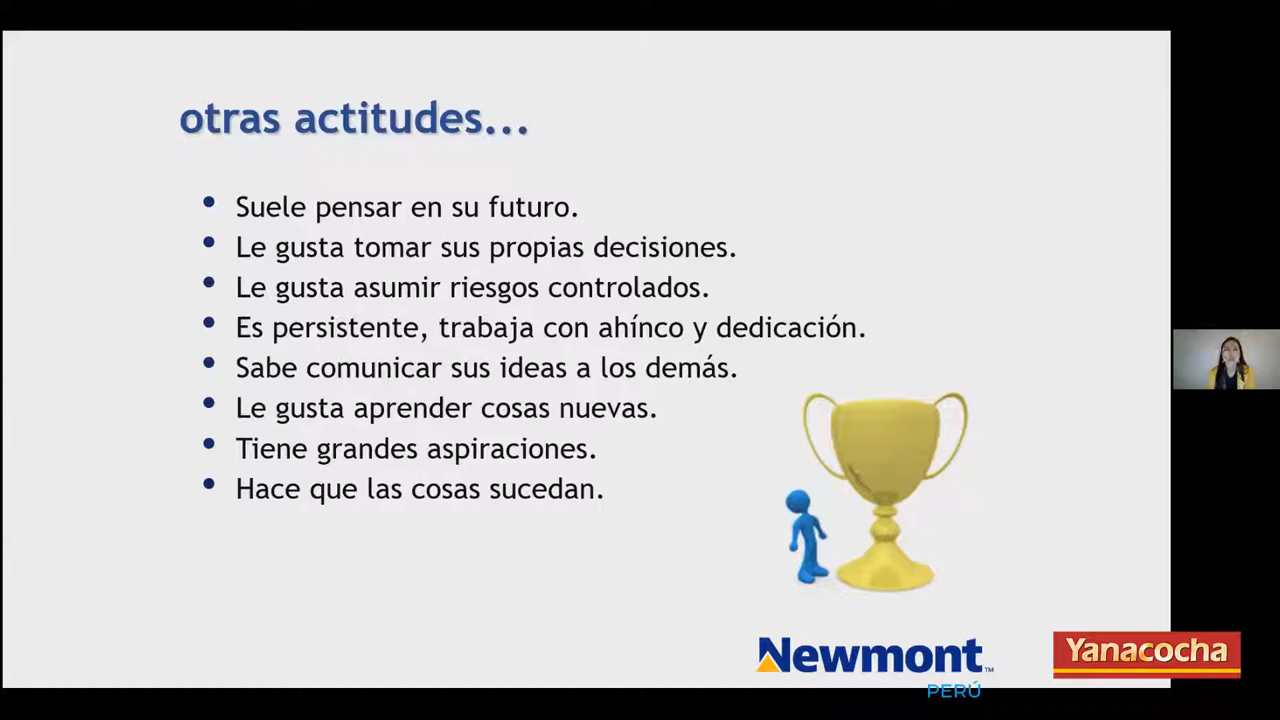 otras actitudes...
• Suele pensar en su futuro.
• Le gusta tomar sus propias decisiones.
• Le gusta asumir riesgos controlados.
• Es persistente, trabaja con ahínco y dedicación.
• Sabe comunicar sus ideas a los demás.
• Le gusta aprender cosas nuevas.
• Tiene grandes aspiraciones.
• Hace que las cosas sucedan.
Newmont™
PERÚ
Yanacocha